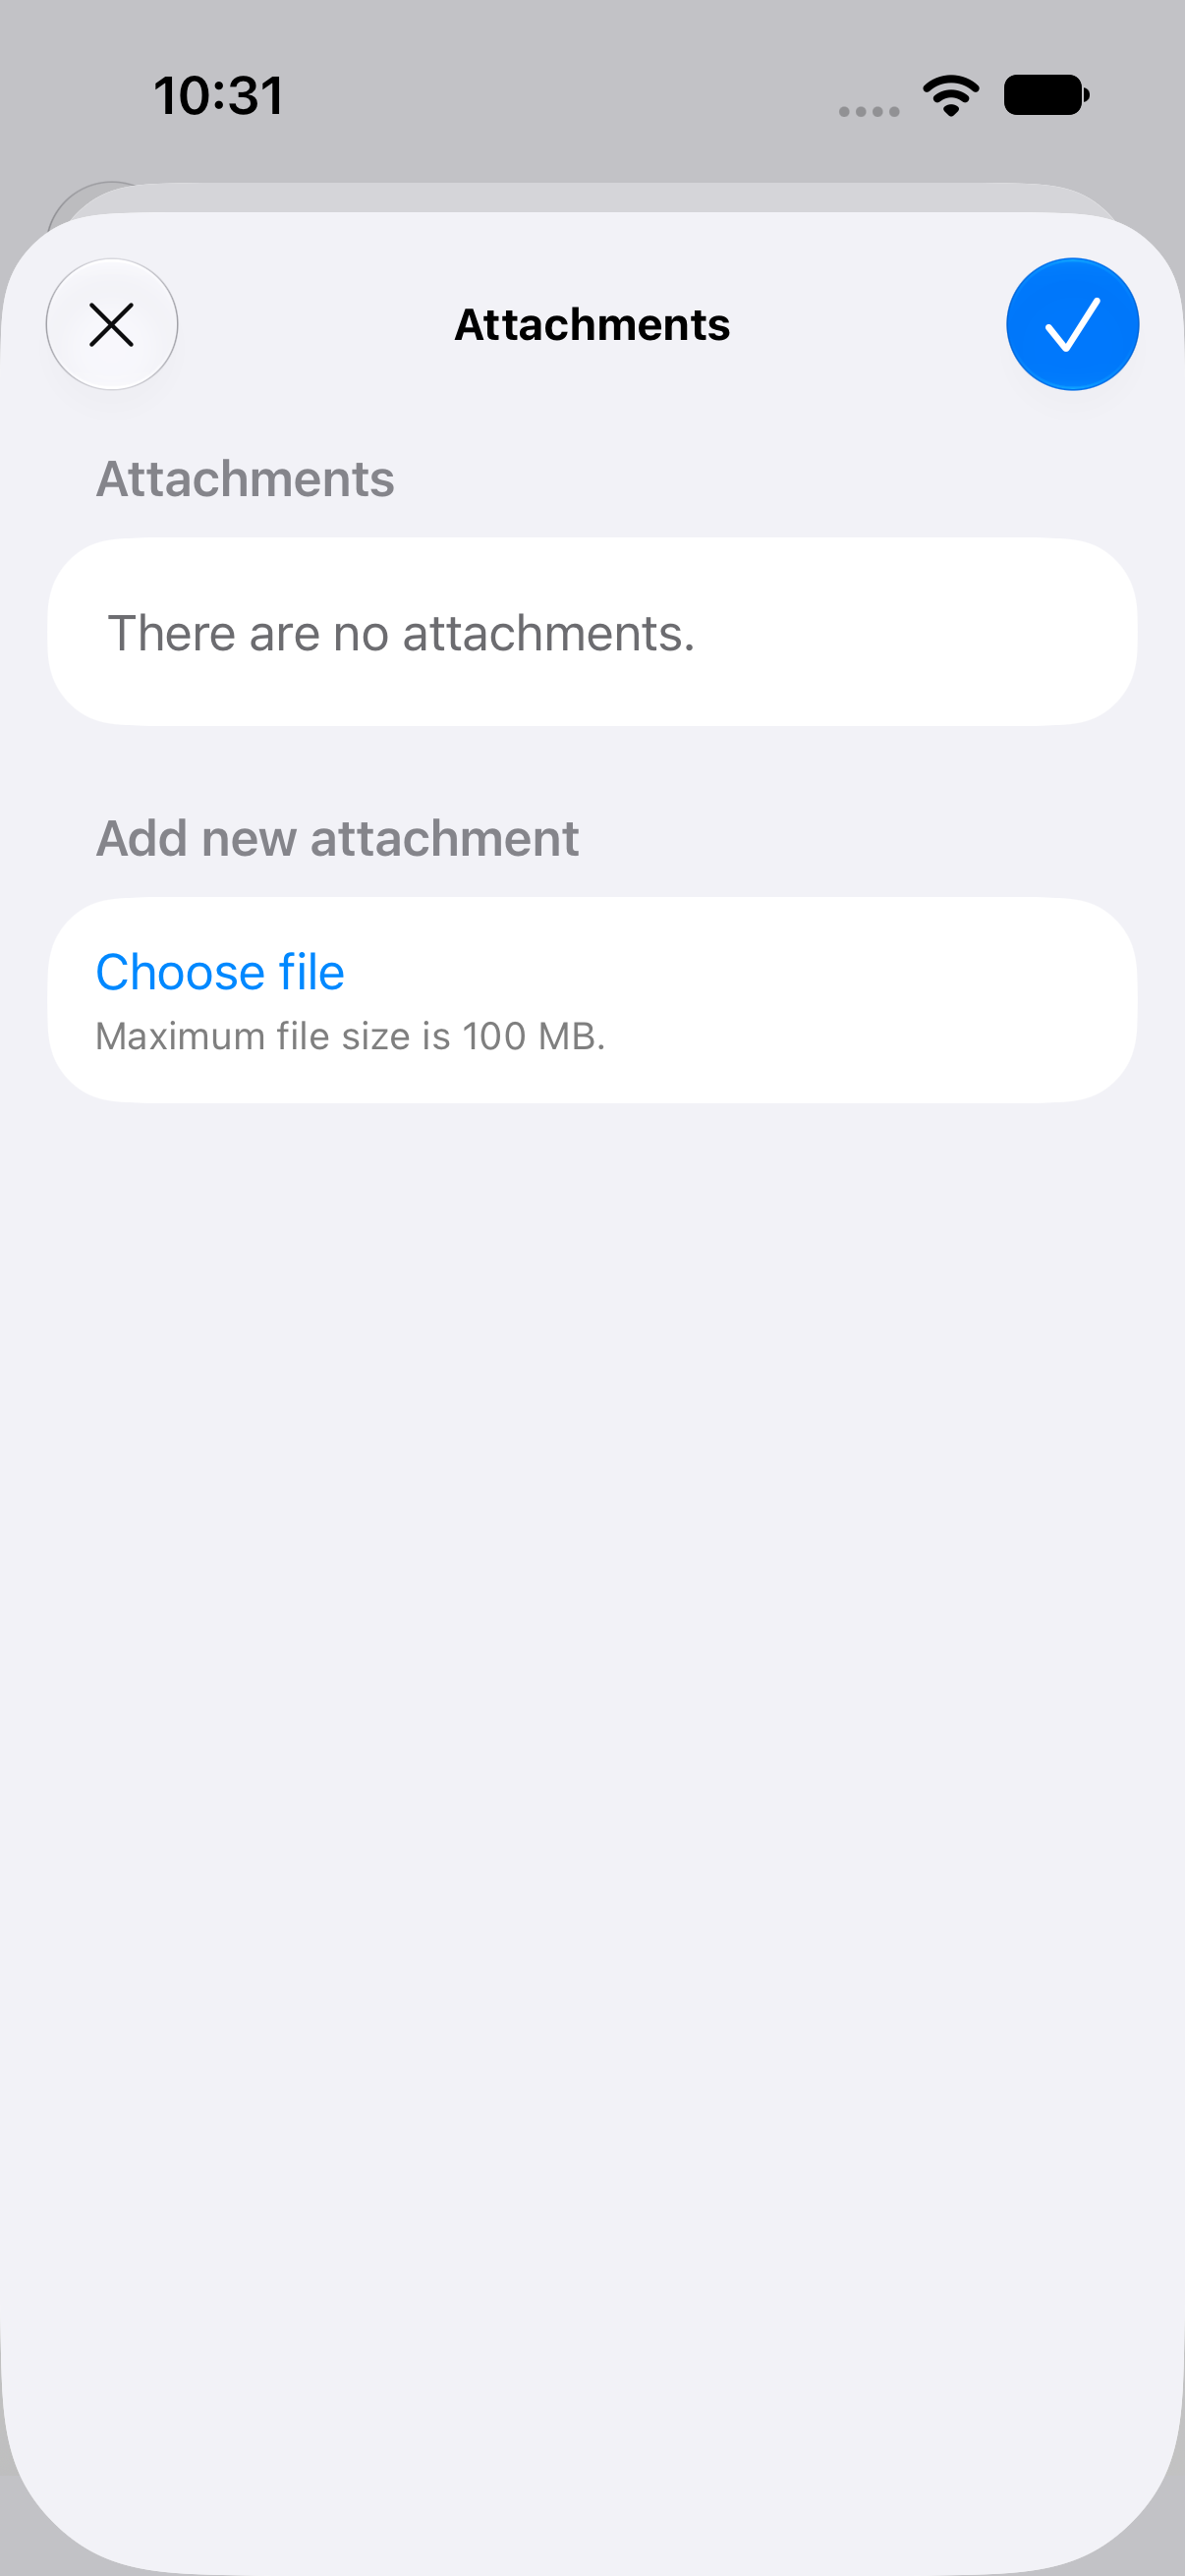 10:31
Attachments
Attachments
There are no attachments.
Add new attachment
Choose file
Maximum file size is 100 MB.